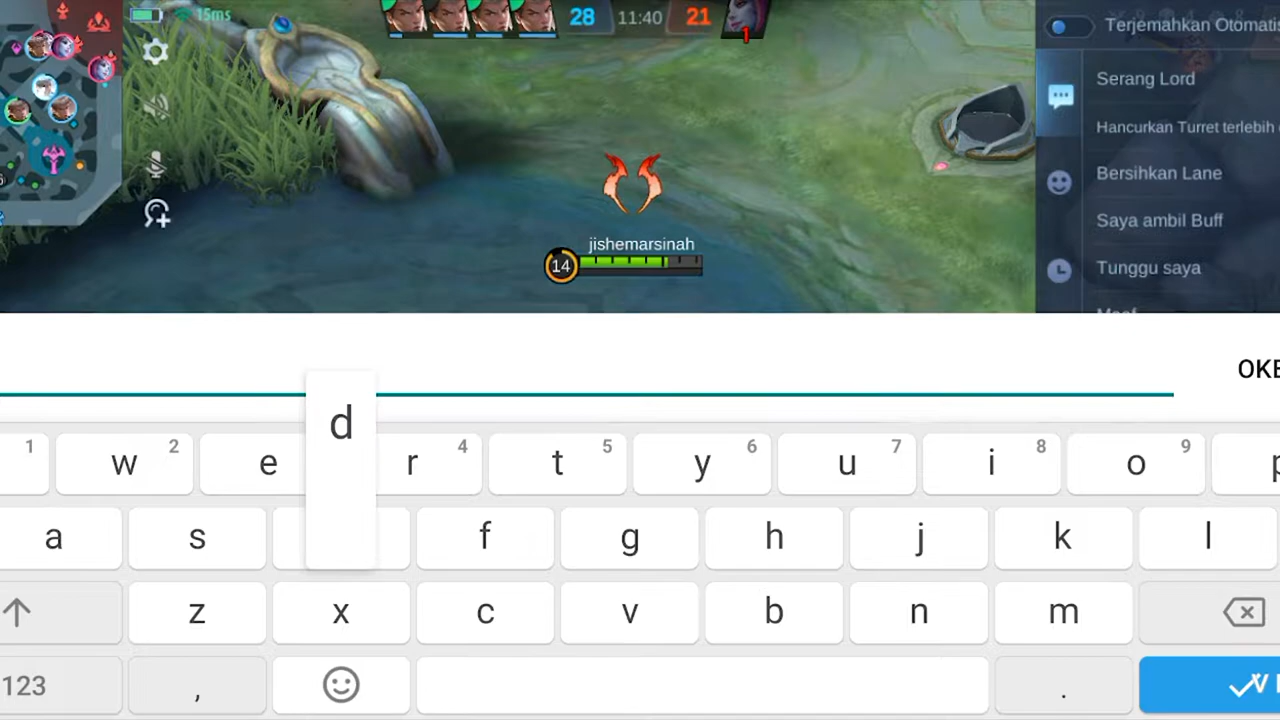 15ms
28 11:40 21
1
Terjemahkan Otomatis
Serang Lord
Hancurkan Turret terlebih
Bersihkan Lane
Saya ambil Buff
Tunggu saya
jishemarsinah
14
OKE
d
1 w 2 e r 4 t 5 y 6 u 7 i 8 o 9 p
a s f g h j k l
z x c v b n m
123 , .